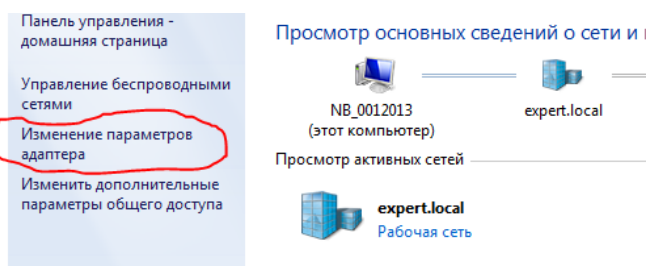 Панель управления -
домашняя страница
Управление беспроводными
сетями
Изменение параметров
адаптера
Изменить дополнительные
параметры общего доступа
Просмотр основных сведений о сети и
NB_0012013
(этот компьютер)
expert.local
Просмотр активных сетей
expert.local
Рабочая сеть